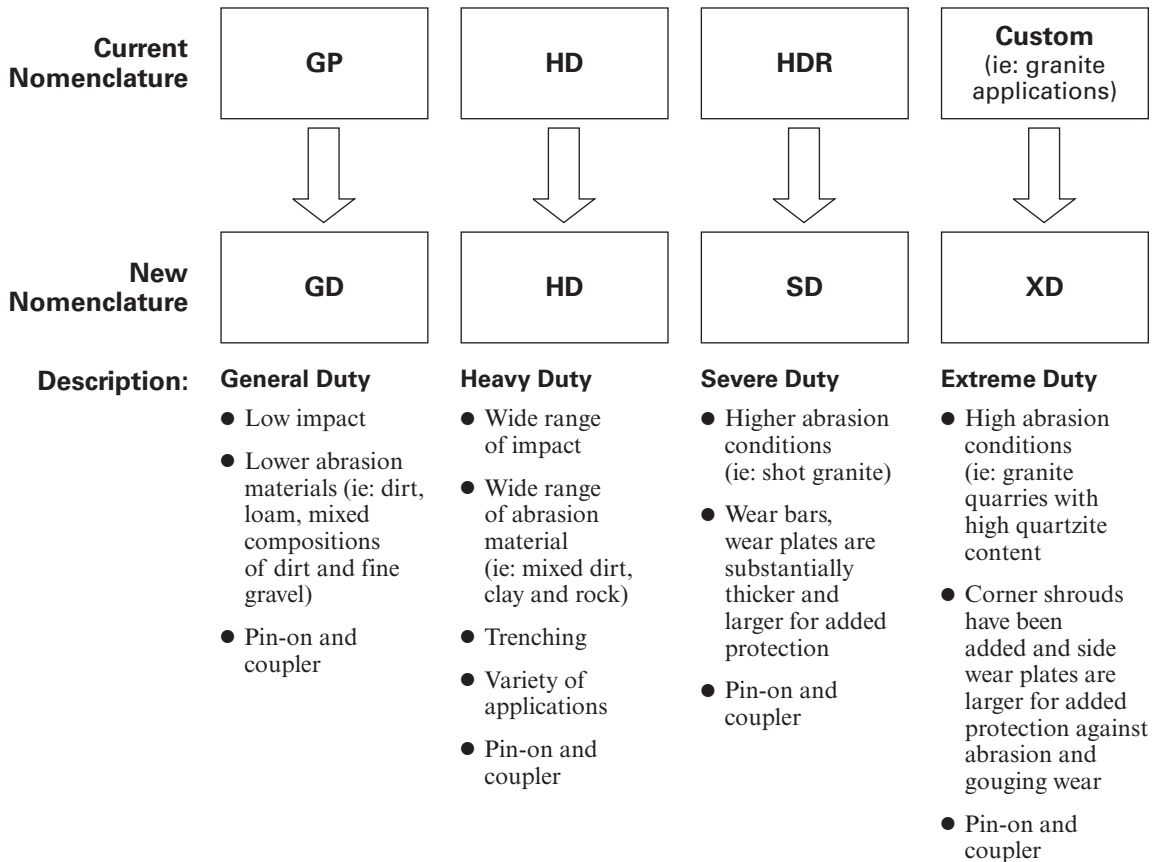 Current
Nomenclature
GP
HD
HDR
Custom
(ie: granite
applications)
New
Nomenclature
GD
HD
SD
XD
Description:
General Duty
● Low impact
● Lower abrasion
materials (ie: dirt,
loam, mixed
compositions
of dirt and fine
gravel)
● Pin-on and
coupler
Heavy Duty
● Wide range
of impact
● Wide range
of abrasion
material
(ie: mixed dirt,
clay and rock)
● Trenching
● Variety of
applications
● Pin-on and
coupler
Severe Duty
● Higher abrasion
conditions
(ie: shot granite)
● Wear bars,
wear plates are
substantially
thicker and
larger for added
protection
● Pin-on and
coupler
Extreme Duty
● High abrasion
conditions
(ie: granite
quarries with
high quartzite
content
● Corner shrouds
have been
added and side
wear plates are
larger for added
protection against
abrasion and
gouging wear
● Pin-on and
coupler